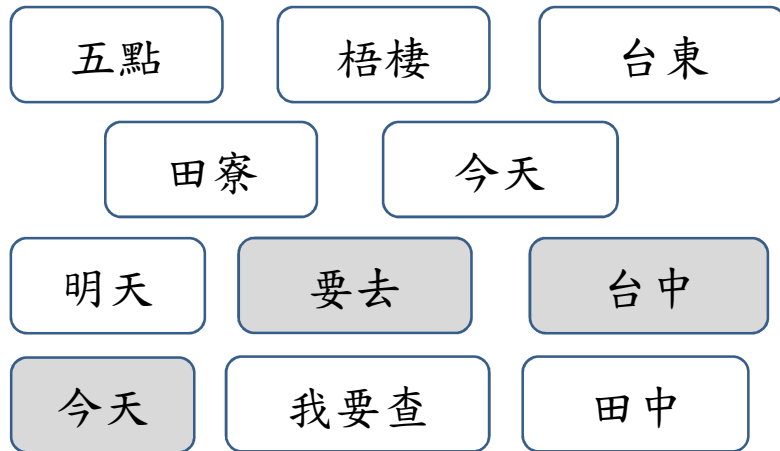 五點 梧棲 台東
田寮 今天
明天 要去 台中
今天 我要查 田中